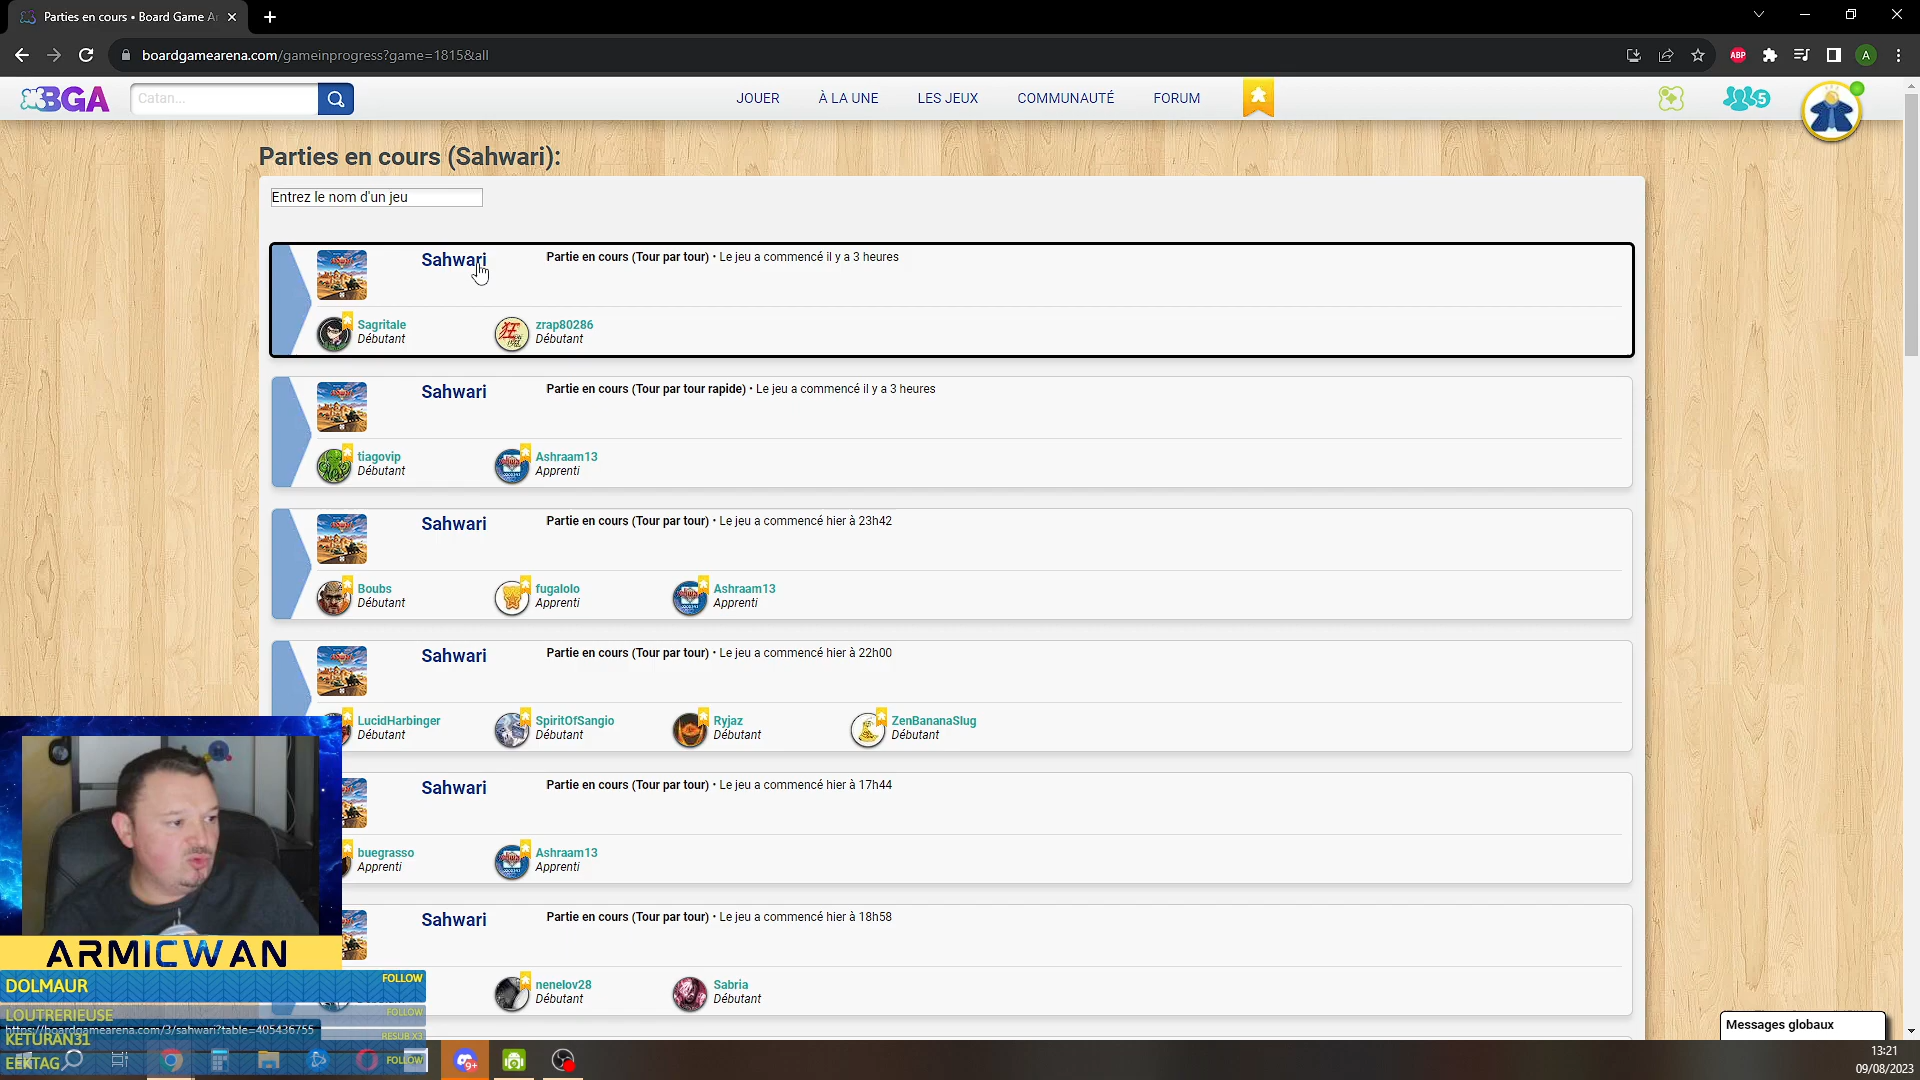 Parties en cours • Board Game Ar
boardgamearena.com/gameinprogress?game=1815&all
ABP
A
BGA
Catan...
JOUER
À LA UNE
LES JEUX
COMMUNAUTÉ
FORUM
5
Parties en cours (Sahwari):
Entrez le nom d'un jeu
Sahwari
Partie en cours (Tour par tour) • Le jeu a commencé il y a 3 heures
Sagritale
Débutant
zrap80286
Débutant
Sahwari
Partie en cours (Tour par tour rapide) • Le jeu a commencé il y a 3 heures
tiagovip
Débutant
Ashraam13
Apprenti
Sahwari
Partie en cours (Tour par tour) • Le jeu a commencé hier à 23h42
Boubs
Débutant
fugalolo
Apprenti
Ashraam13
Apprenti
Sahwari
Partie en cours (Tour par tour) • Le jeu a commencé hier à 22h00
LucidHarbinger
Débutant
SpiritOfSangio
Débutant
Ryjaz
Débutant
ZenBananaSlug
Débutant
Sahwari
Partie en cours (Tour par tour) • Le jeu a commencé hier à 17h44
buegrasso
Apprenti
Ashraam13
Apprenti
Sahwari
Partie en cours (Tour par tour) • Le jeu a commencé hier à 18h58
nenelov28
Débutant
Sabria
Débutant
ARMICWAN
DOLMAUR
FOLLOW
LOUTRERIEUSE
FOLLOW
https://boardgamearena.com/3/sahwari?table=405436755
KETURAN31
RESUB X3
EEKTAG
FOLLOW
9+
Messages globaux
13:21
09/08/2023